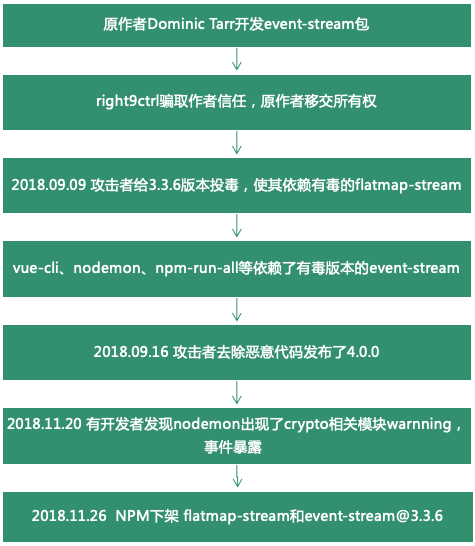 原作者Dominic Tarr开发event-stream包
right9ctrl骗取作者信任，原作者移交所有权
2018.09.09 攻击者给3.3.6版本投毒，使其依赖有毒的flatmap-stream
vue-cli、nodemon、npm-run-all等依赖了有毒版本的event-stream
2018.09.16 攻击者去除恶意代码发布了4.0.0
2018.11.20 有开发者发现nodemon出现了crypto相关模块warnning，
事件暴露
2018.11.26 NPM下架 flatmap-stream和event-stream@3.3.6